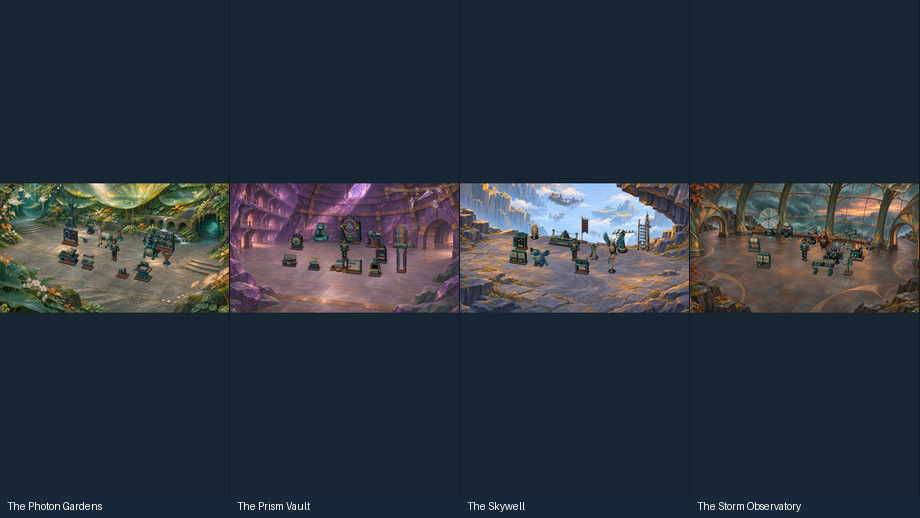 The Photon Gardens
The Prism Vault
The Skywell
The Storm Observatory